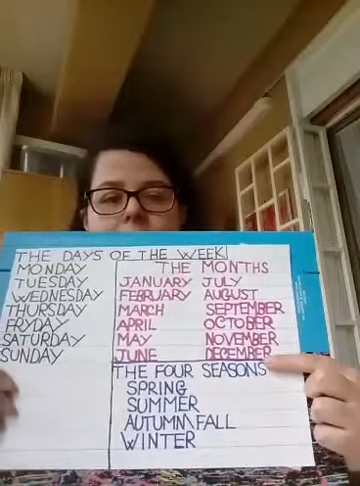 THE DAYS OF THE WEEK
MONDAY
TUESDAY
WEDNESDAY
THURSDAY
FRYDAY
SATURDAY
SUNDAY
THE MONTHS
JANUARY JULY
FEBRUARY AUGUST
MARCH SEPTEMBER
APRIL OCTOBER
MAY NOVEMBER
JUNE DECEMBER
THE FOUR SEASONS
SPRING
SUMMER
AUTUMN/FALL
WINTER